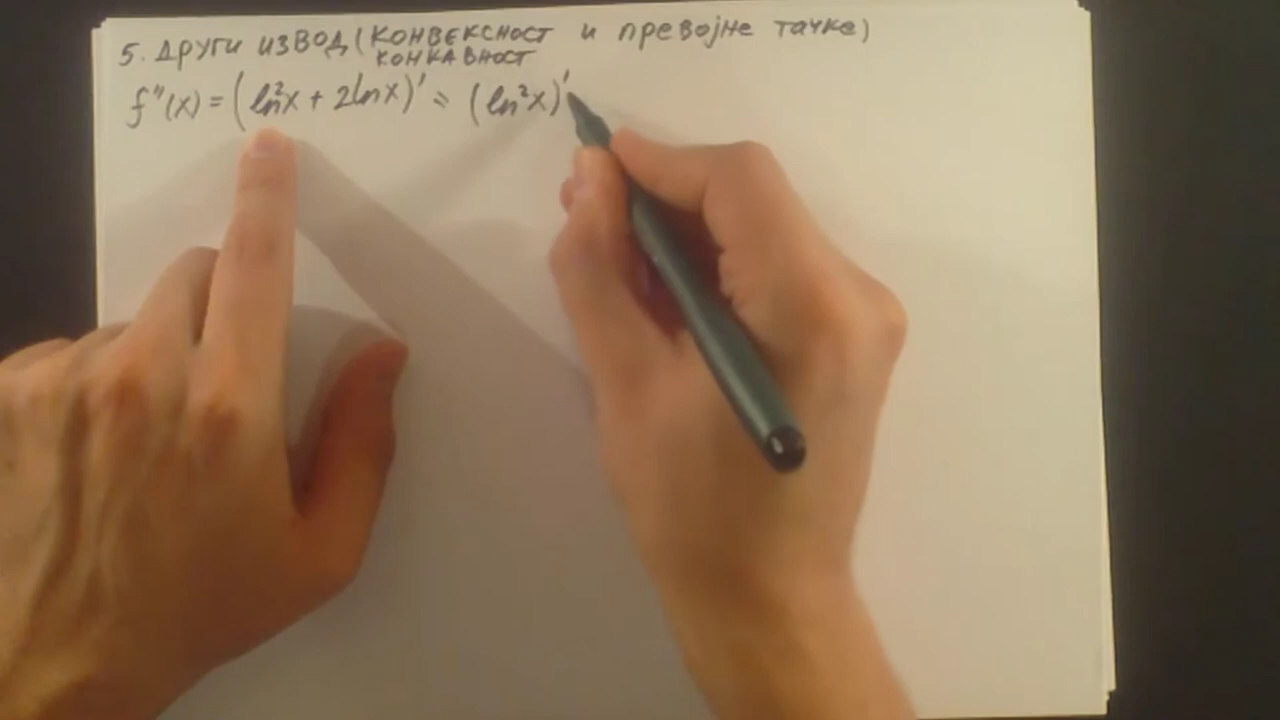 5. Други извод (конвексност и превојне тачке)
конкавност
f''(x) = (ln²x + 2lnx)' = (ln²x)'